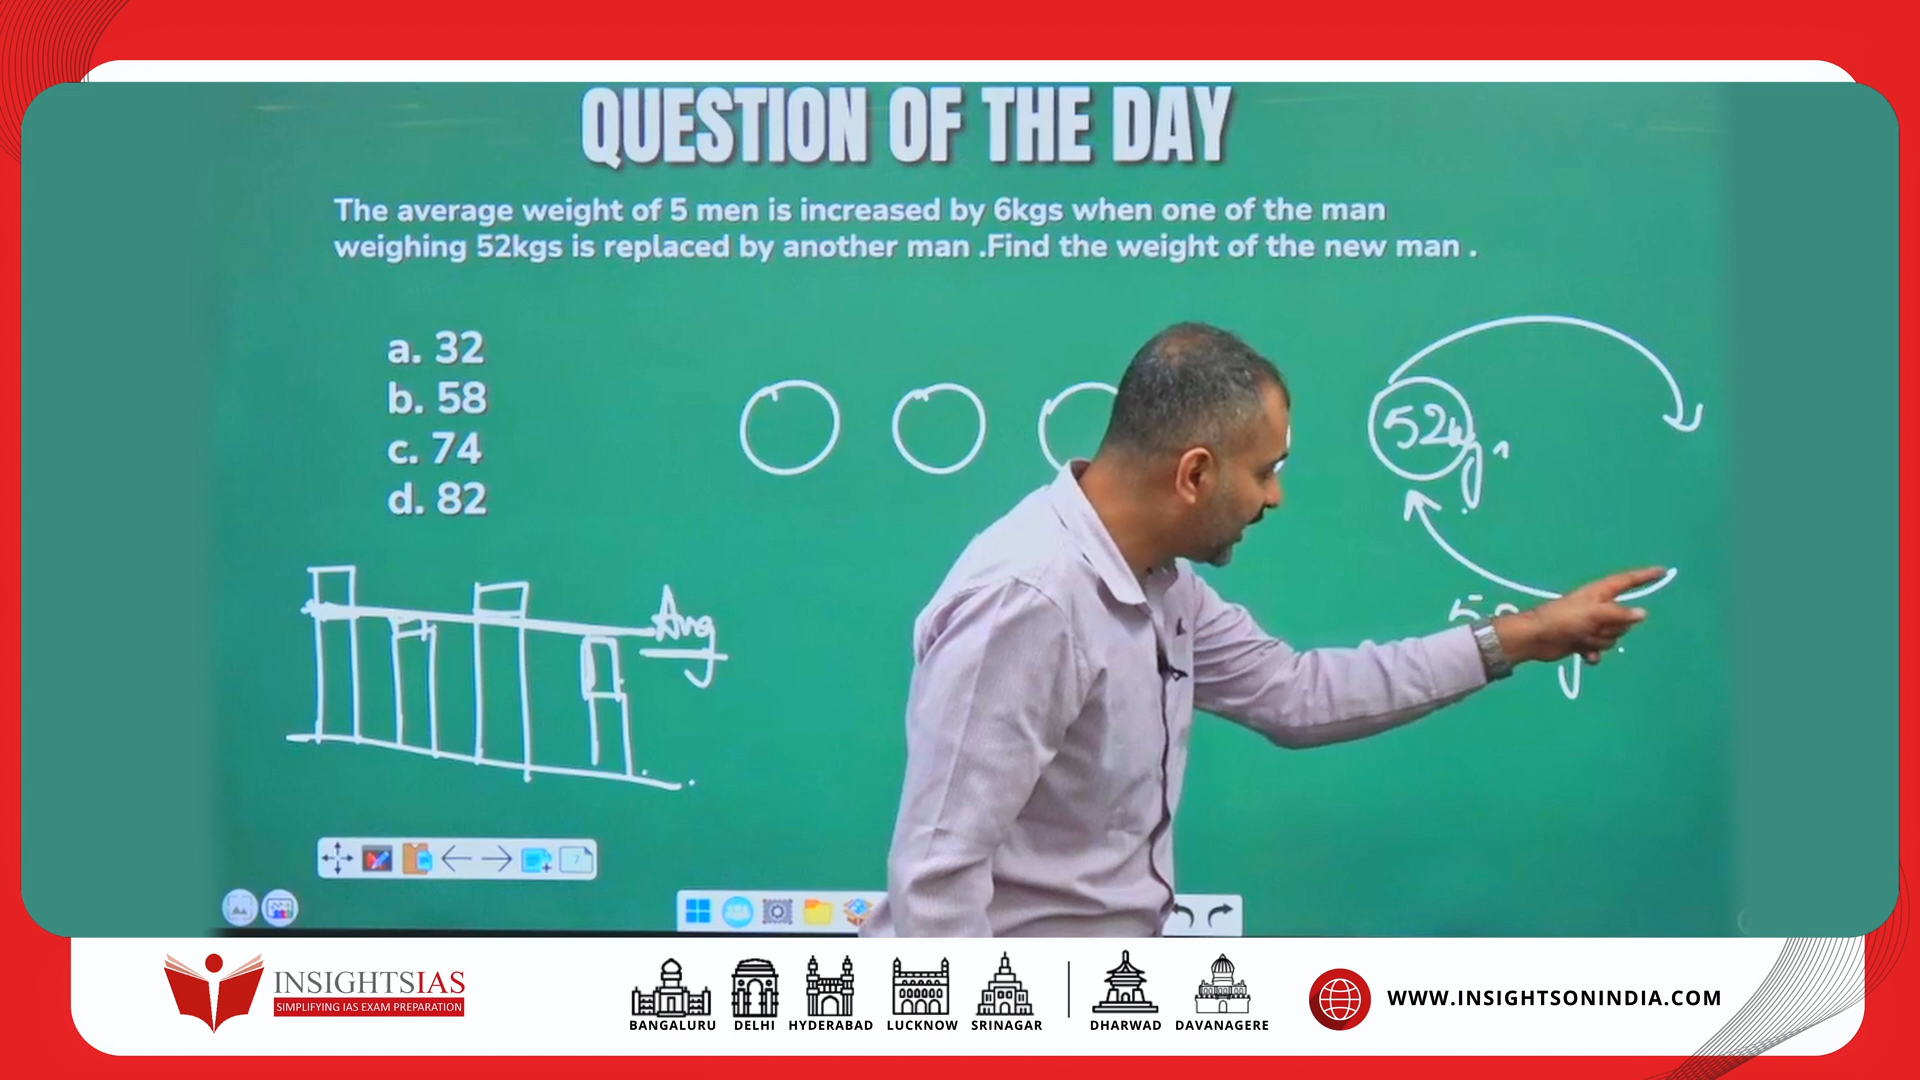 QUESTION OF THE DAY
The average weight of 5 men is increased by 6kgs when one of the man
weighing 52kgs is replaced by another man .Find the weight of the new man .
a. 32
b. 58
c. 74
d. 82
52kg
Avg
7
INSIGHTSIAS
SIMPLIFYING IAS EXAM PREPARATION
BENGALURU DELHI HYDERABAD LUCKNOW SRINAGAR DHARWAD DAVANAGERE
WWW.INSIGHTSONINDIA.COM